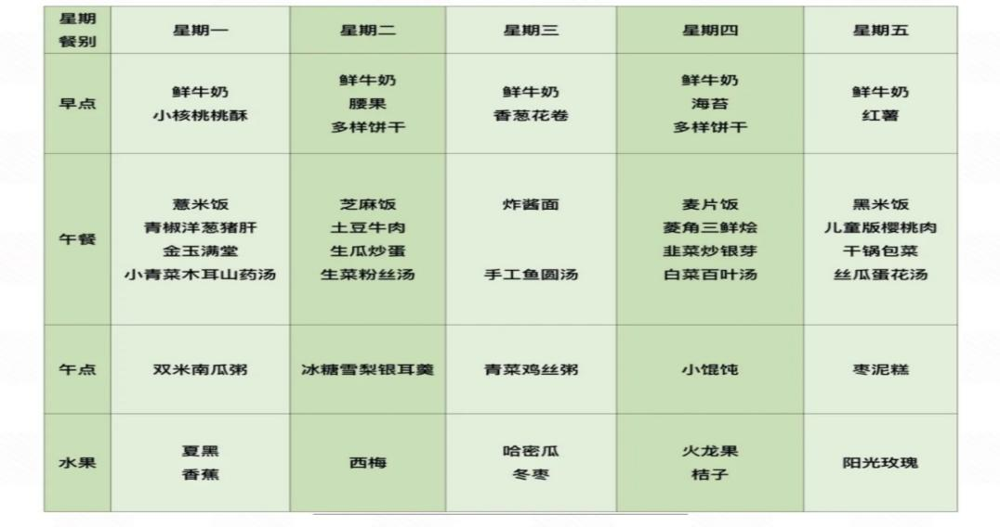 星期
餐别
星期一
星期二
星期三
星期四
星期五
早点
鲜牛奶
小核桃桃酥
鲜牛奶
腰果
多样饼干
鲜牛奶
香葱花卷
鲜牛奶
海苔
多样饼干
鲜牛奶
红薯
午餐
薏米饭
青椒洋葱猪肝
金玉满堂
小青菜木耳山药汤
芝麻饭
土豆牛肉
生瓜炒蛋
生菜粉丝汤
炸酱面
手工鱼圆汤
麦片饭
菱角三鲜烩
韭菜炒银芽
白菜百叶汤
黑米饭
儿童版樱桃肉
干锅包菜
丝瓜蛋花汤
午点
双米南瓜粥
冰糖雪梨银耳羹
青菜鸡丝粥
小馄饨
枣泥糕
水果
夏黑
香蕉
西梅
哈密瓜
冬枣
火龙果
桔子
阳光玫瑰